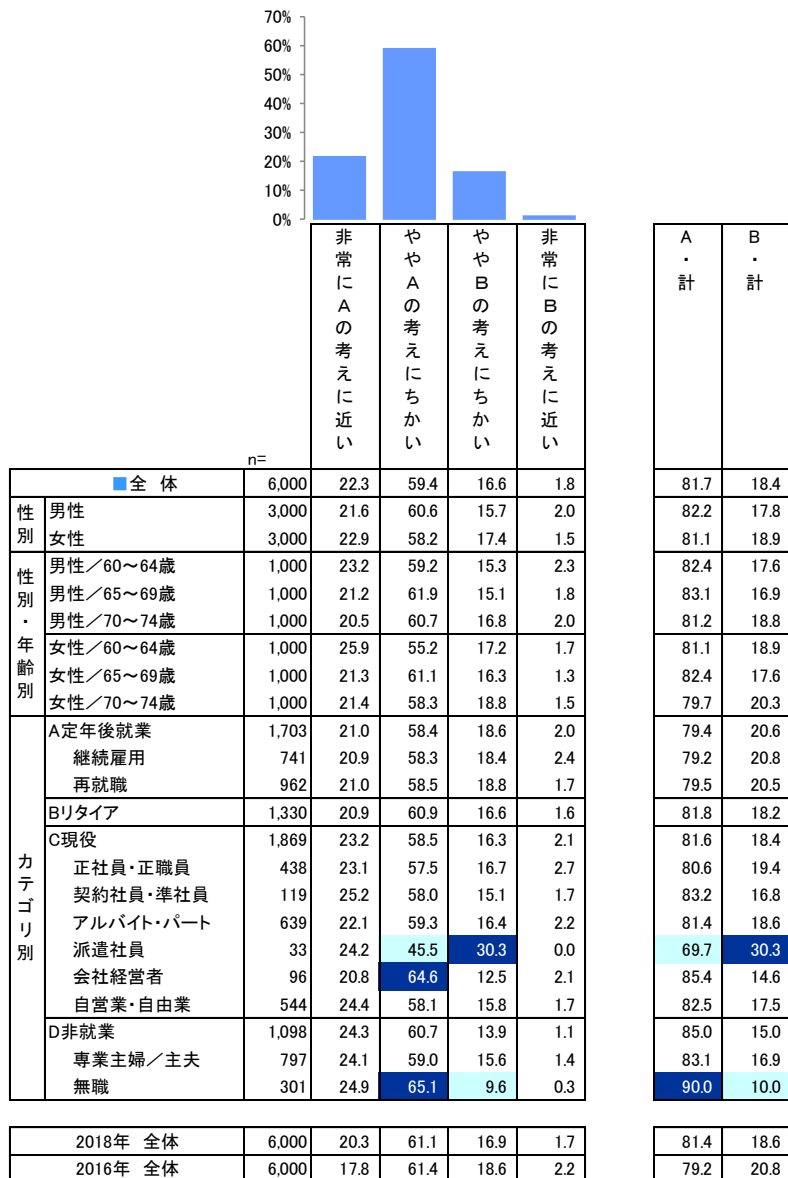 70%
60%
50%
40%
30%
20%
10%
0%
非常にAの考えに近い ややAの考えにちかい ややBの考えにちかい 非常にBの考えに近い A・計 B・計
n=
全 体 6,000 22.3 59.4 16.6 1.8 81.7 18.4
性別
男性 3,000 21.6 60.6 15.7 2.0 82.2 17.8
女性 3,000 22.9 58.2 17.4 1.5 81.1 18.9
性別・年齢別
男性／60～64歳 1,000 23.2 59.2 15.3 2.3 82.4 17.6
男性／65～69歳 1,000 21.2 61.9 15.1 1.8 83.1 16.9
男性／70～74歳 1,000 20.5 60.7 16.8 2.0 81.2 18.8
女性／60～64歳 1,000 25.9 55.2 17.2 1.7 81.1 18.9
女性／65～69歳 1,000 21.3 61.1 16.3 1.3 82.4 17.6
女性／70～74歳 1,000 21.4 58.3 18.8 1.5 79.7 20.3
カテゴリ別
A定年後就業 1,703 21.0 58.4 18.6 2.0 79.4 20.6
継続雇用 741 20.9 58.3 18.4 2.4 79.2 20.8
再就職 962 21.0 58.5 18.8 1.7 79.5 20.5
Bリタイア 1,330 20.9 60.9 16.6 1.6 81.8 18.2
C現役 1,869 23.2 58.5 16.3 2.1 81.6 18.4
正社員・正職員 438 23.1 57.5 16.7 2.7 80.6 19.4
契約社員・準社員 119 25.2 58.0 15.1 1.7 83.2 16.8
アルバイト・パート 639 22.1 59.3 16.4 2.2 81.4 18.6
派遣社員 33 24.2 45.5 30.3 0.0 69.7 30.3
会社経営者 96 20.8 64.6 12.5 2.1 85.4 14.6
自営業・自由業 544 24.4 58.1 15.8 1.7 82.5 17.5
D非就業 1,098 24.3 60.7 13.9 1.1 85.0 15.0
専業主婦／主夫 797 24.1 59.0 15.6 1.4 83.1 16.9
無職 301 24.9 65.1 9.6 0.3 90.0 10.0
2018年 全体 6,000 20.3 61.1 16.9 1.7 81.4 18.6
2016年 全体 6,000 17.8 61.4 18.6 2.2 79.2 20.8